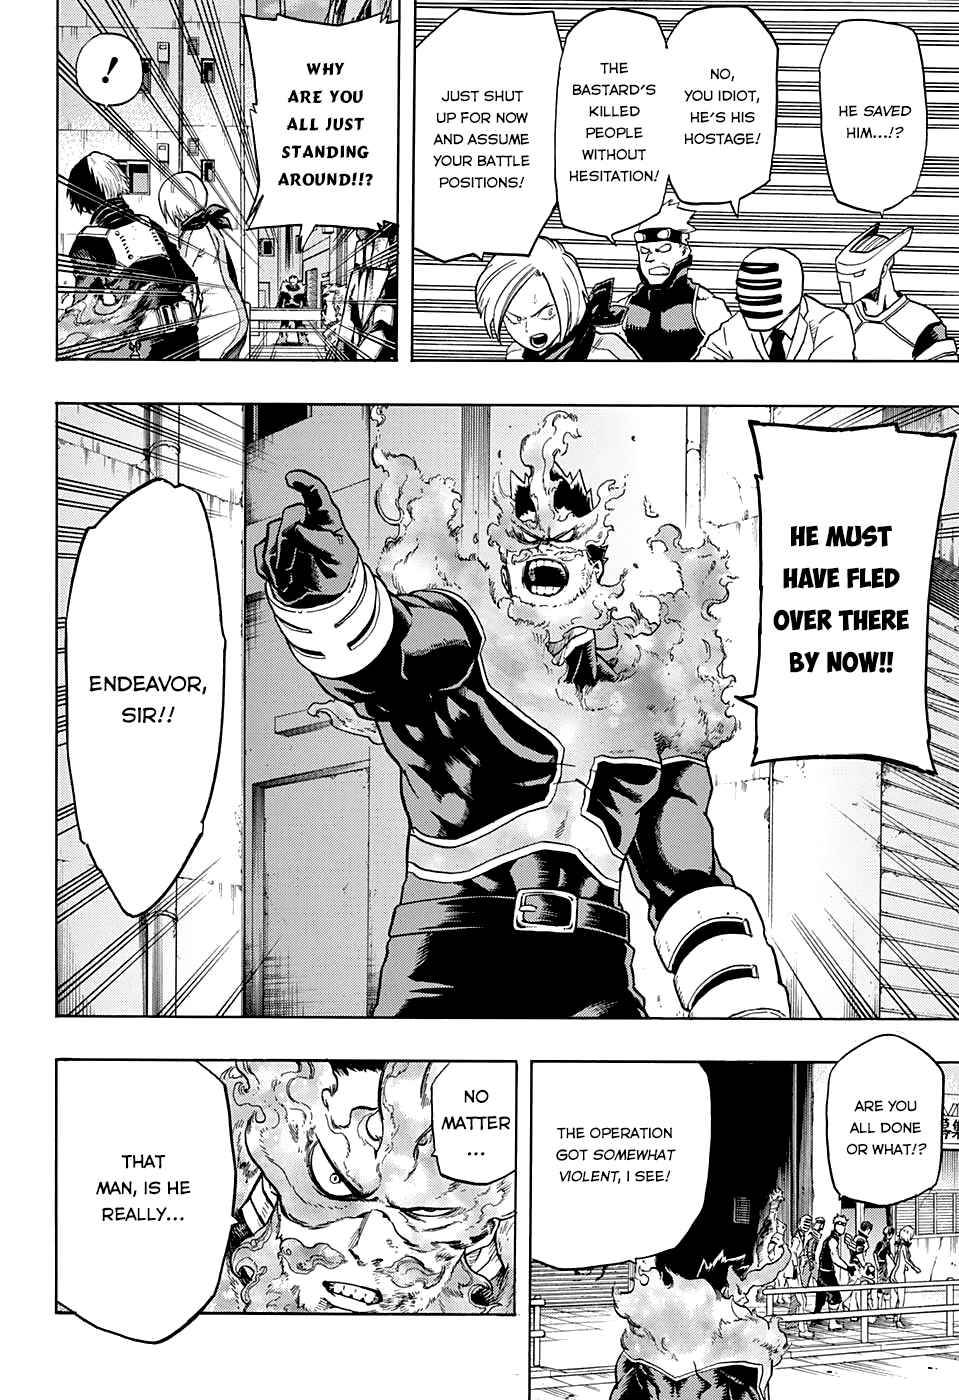 HE SAVED
HIM...!?
NO,
YOU IDIOT,
HE'S HIS
HOSTAGE!
THE
BASTARD'S
KILLED
PEOPLE
WITHOUT
HESITATION!
JUST SHUT
UP FOR NOW
AND ASSUME
YOUR BATTLE
POSITIONS!
WHY
ARE YOU
ALL JUST
STANDING
AROUND!!?
!
HE MUST
HAVE FLED
OVER THERE
BY NOW!!
ENDEAVOR,
SIR!!
ARE YOU
ALL DONE
OR WHAT!?
THE OPERATION
GOT SOMEWHAT
VIOLENT, I SEE!
NO
MATTER
...
THAT
MAN, IS HE
REALLY...